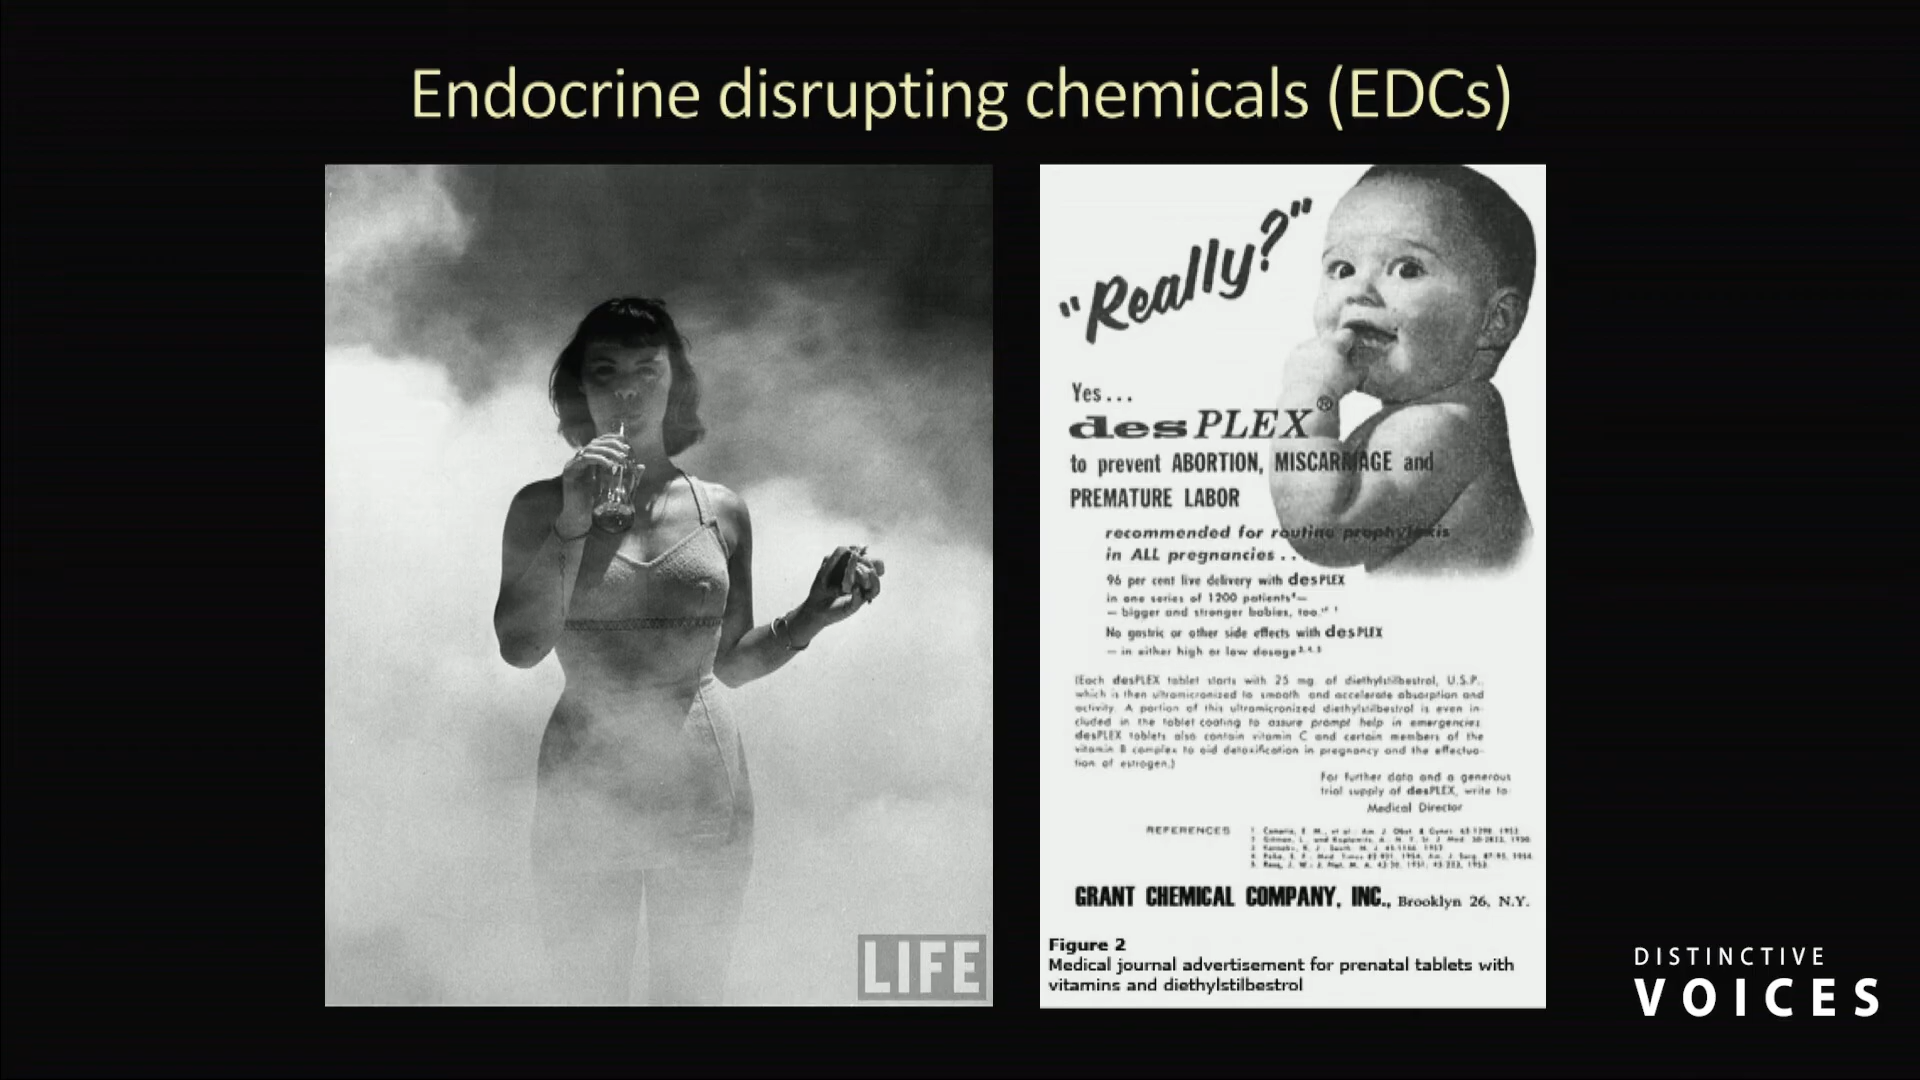 Endocrine disrupting chemicals (EDCs)
LIFE
"Really?"
Yes...
desPLEX®
to prevent ABORTION, MISCARRIAGE and
PREMATURE LABOR
recommended for routine prophylaxis
in ALL pregnancies . . .
96 per cent live delivery with desPLEX
in one series of 1200 patients⁴—
— bigger and stronger babies, too.
No gastric or other side effects with desPLEX
— in either high or low dosage
(Each desPLEX tablet starts with 25 mg. of diethylstilbestrol, U.S.P.,
which is then ultramicronized to smooth and accelerate absorption and
activity. A portion of this ultramicronized diethylstilbestrol is even in-
cluded in the tablet coating to assure prompt help in emergencies.
desPLEX tablets also contain vitamin C and certain members of the
vitamin B complex to aid detoxification in pregnancy and the effectua-
tion of estrogen.)
For further data and a generous
trial supply of desPLEX, write to:
Medical Director
REFERENCES
GRANT CHEMICAL COMPANY, INC., Brooklyn 26, N.Y.
Figure 2
Medical journal advertisement for prenatal tablets with
vitamins and diethylstilbestrol
DISTINCTIVE
VOICES